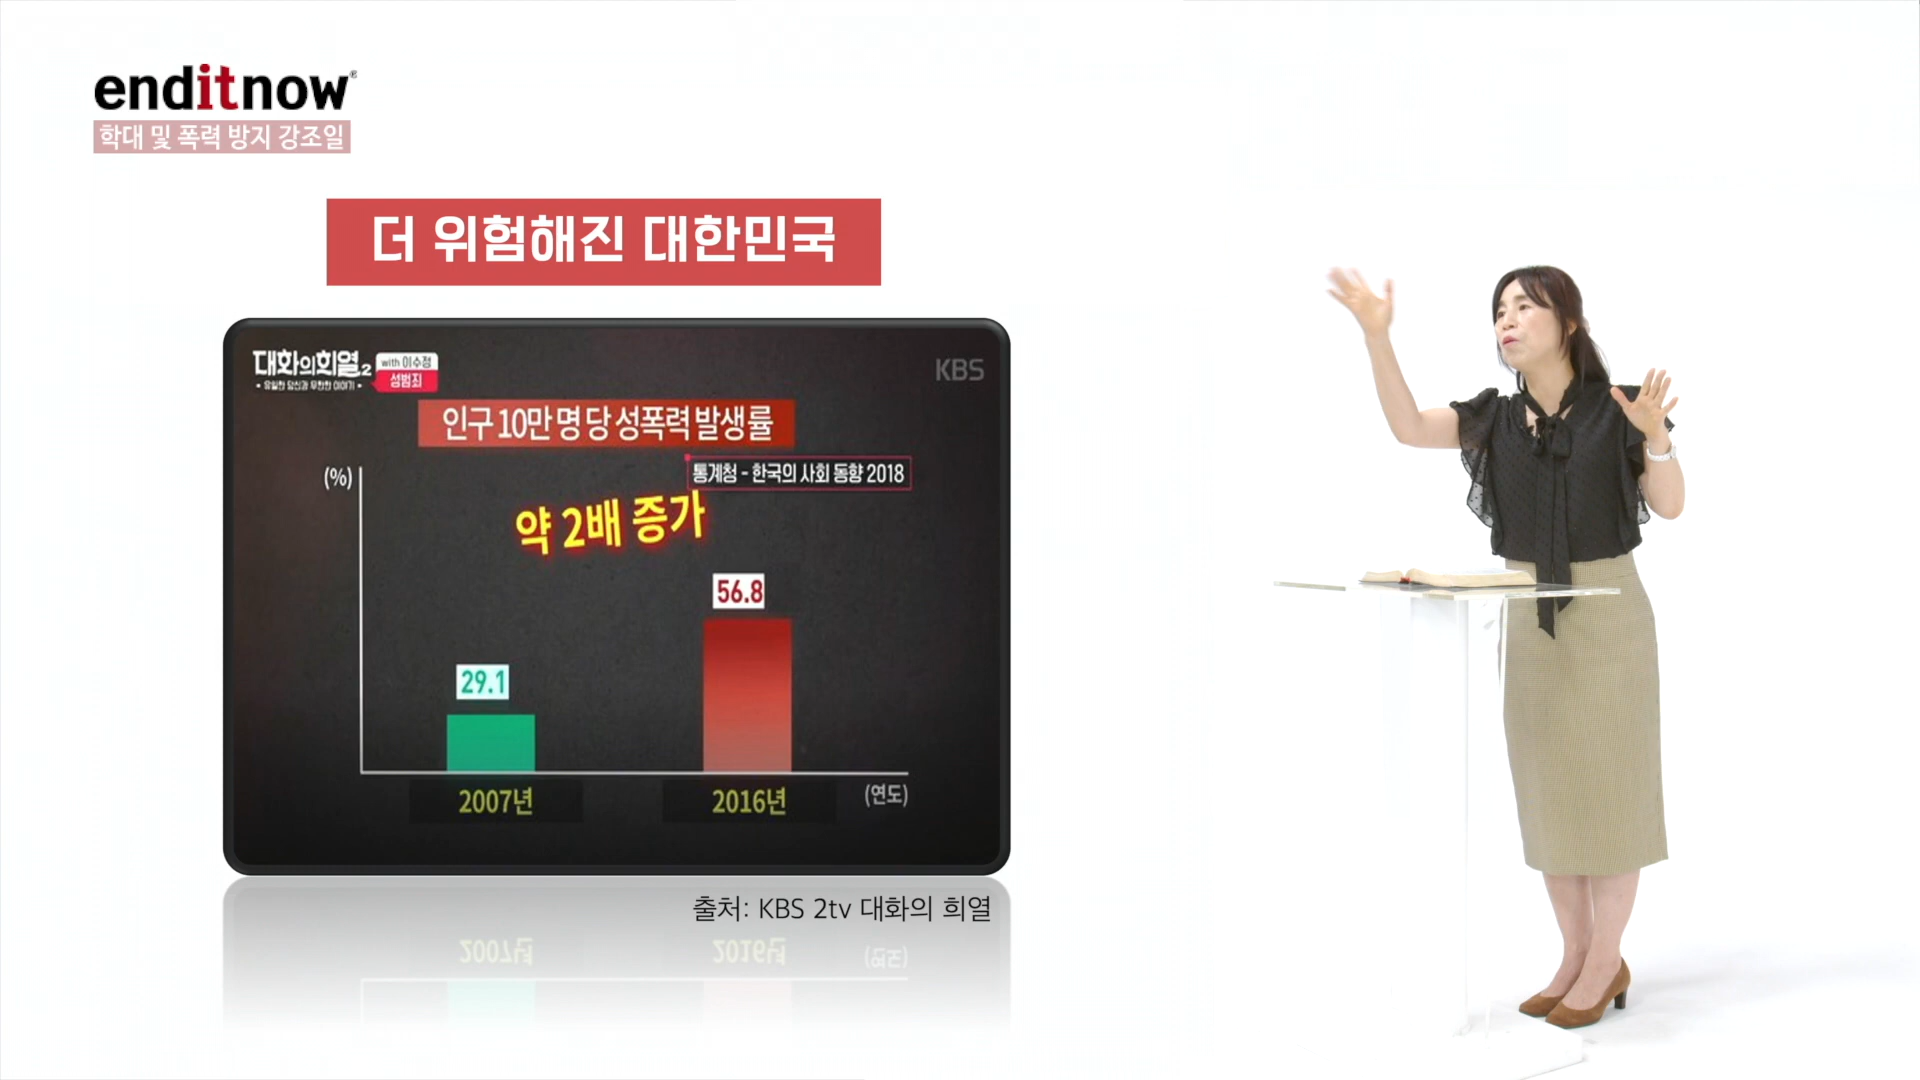 enditnow®
학대 및 폭력 방지 강조일
더 위험해진 대한민국
대화의희열.2
with 이수정
성범죄
KBS
인구 10만 명 당 성폭력 발생률
(%)
통계청 - 한국의 사회 동향 2018
약 2배 증가
56.8
29.1
2007년
2016년
(연도)
출처: KBS 2tv 대화의 희열